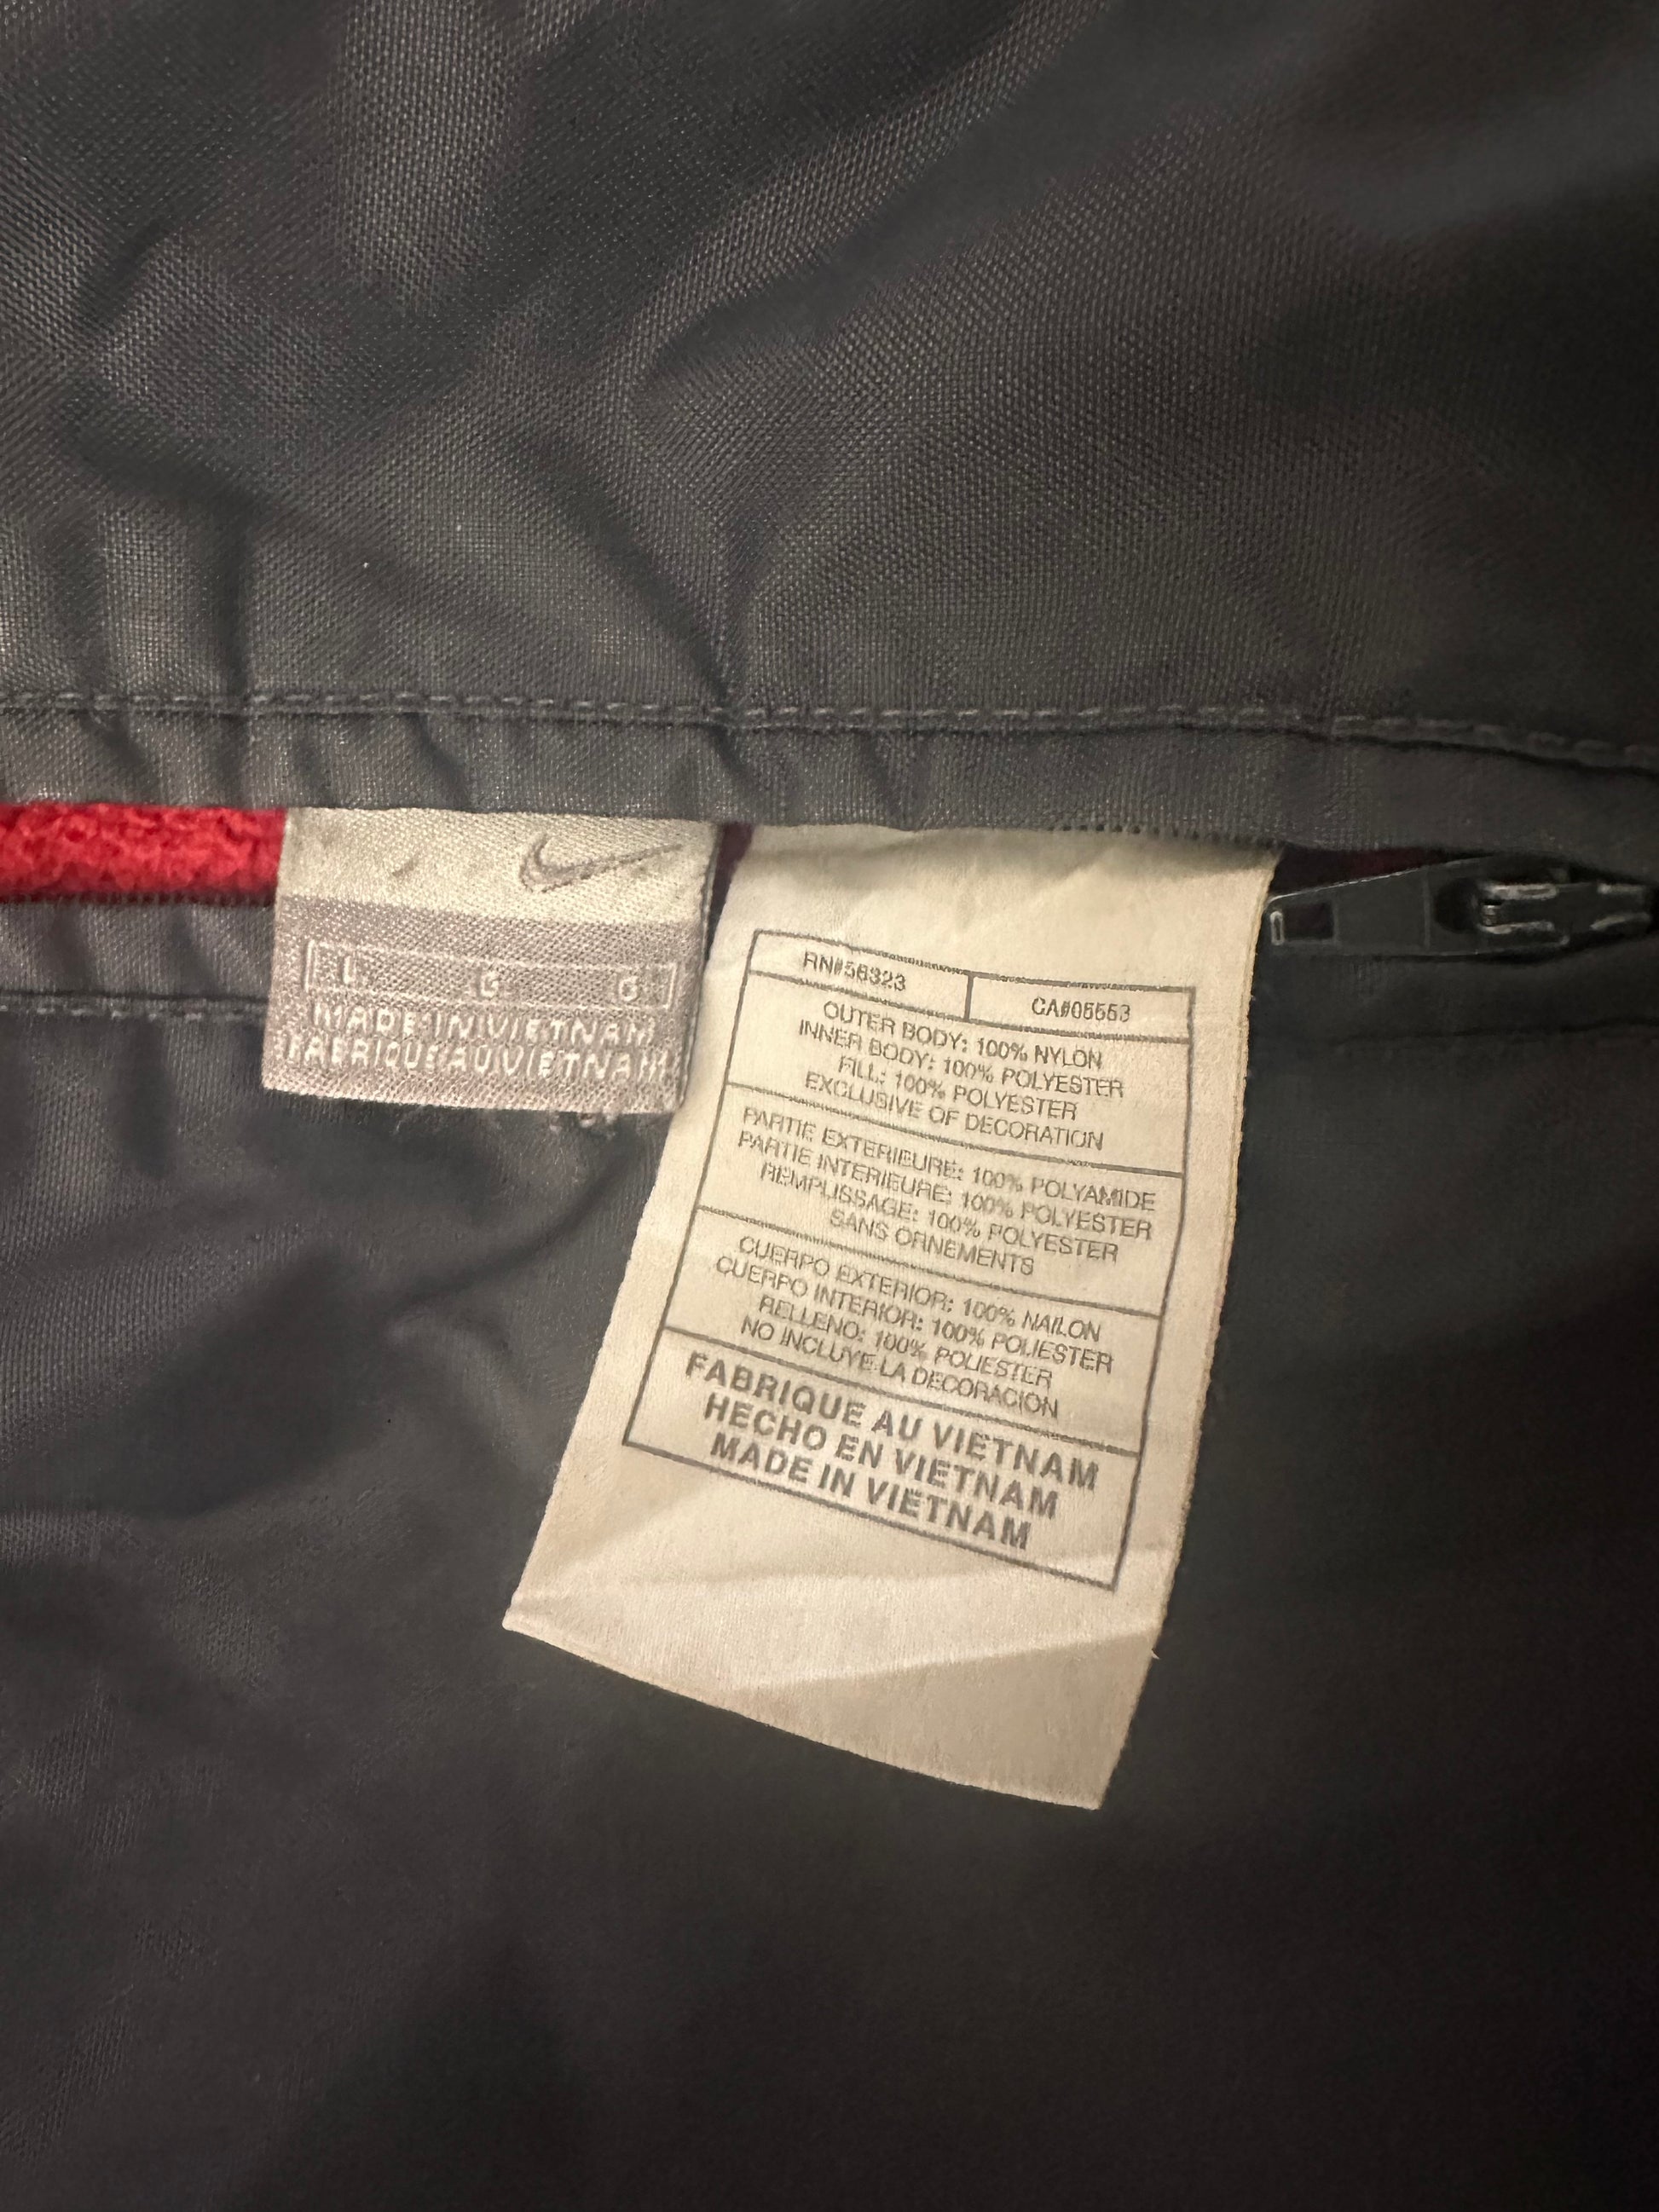 L G G
MADE IN VIETNAM
FABRIQUE AU VIETNAM
RN#56323
CA#05553
OUTER BODY: 100% NYLON
INNER BODY: 100% POLYESTER
FILL: 100% POLYESTER
EXCLUSIVE OF DECORATION
PARTIE EXTERIEURE: 100% POLYAMIDE
PARTIE INTERIEURE: 100% POLYESTER
REMPLISSAGE: 100% POLYESTER
SANS ORNEMENTS
CUERPO EXTERIOR: 100% NAILON
CUERPO INTERIOR: 100% POLIESTER
RELLENO: 100% POLIESTER
NO INCLUYE LA DECORACION
FABRIQUE AU VIETNAM
HECHO EN VIETNAM
MADE IN VIETNAM